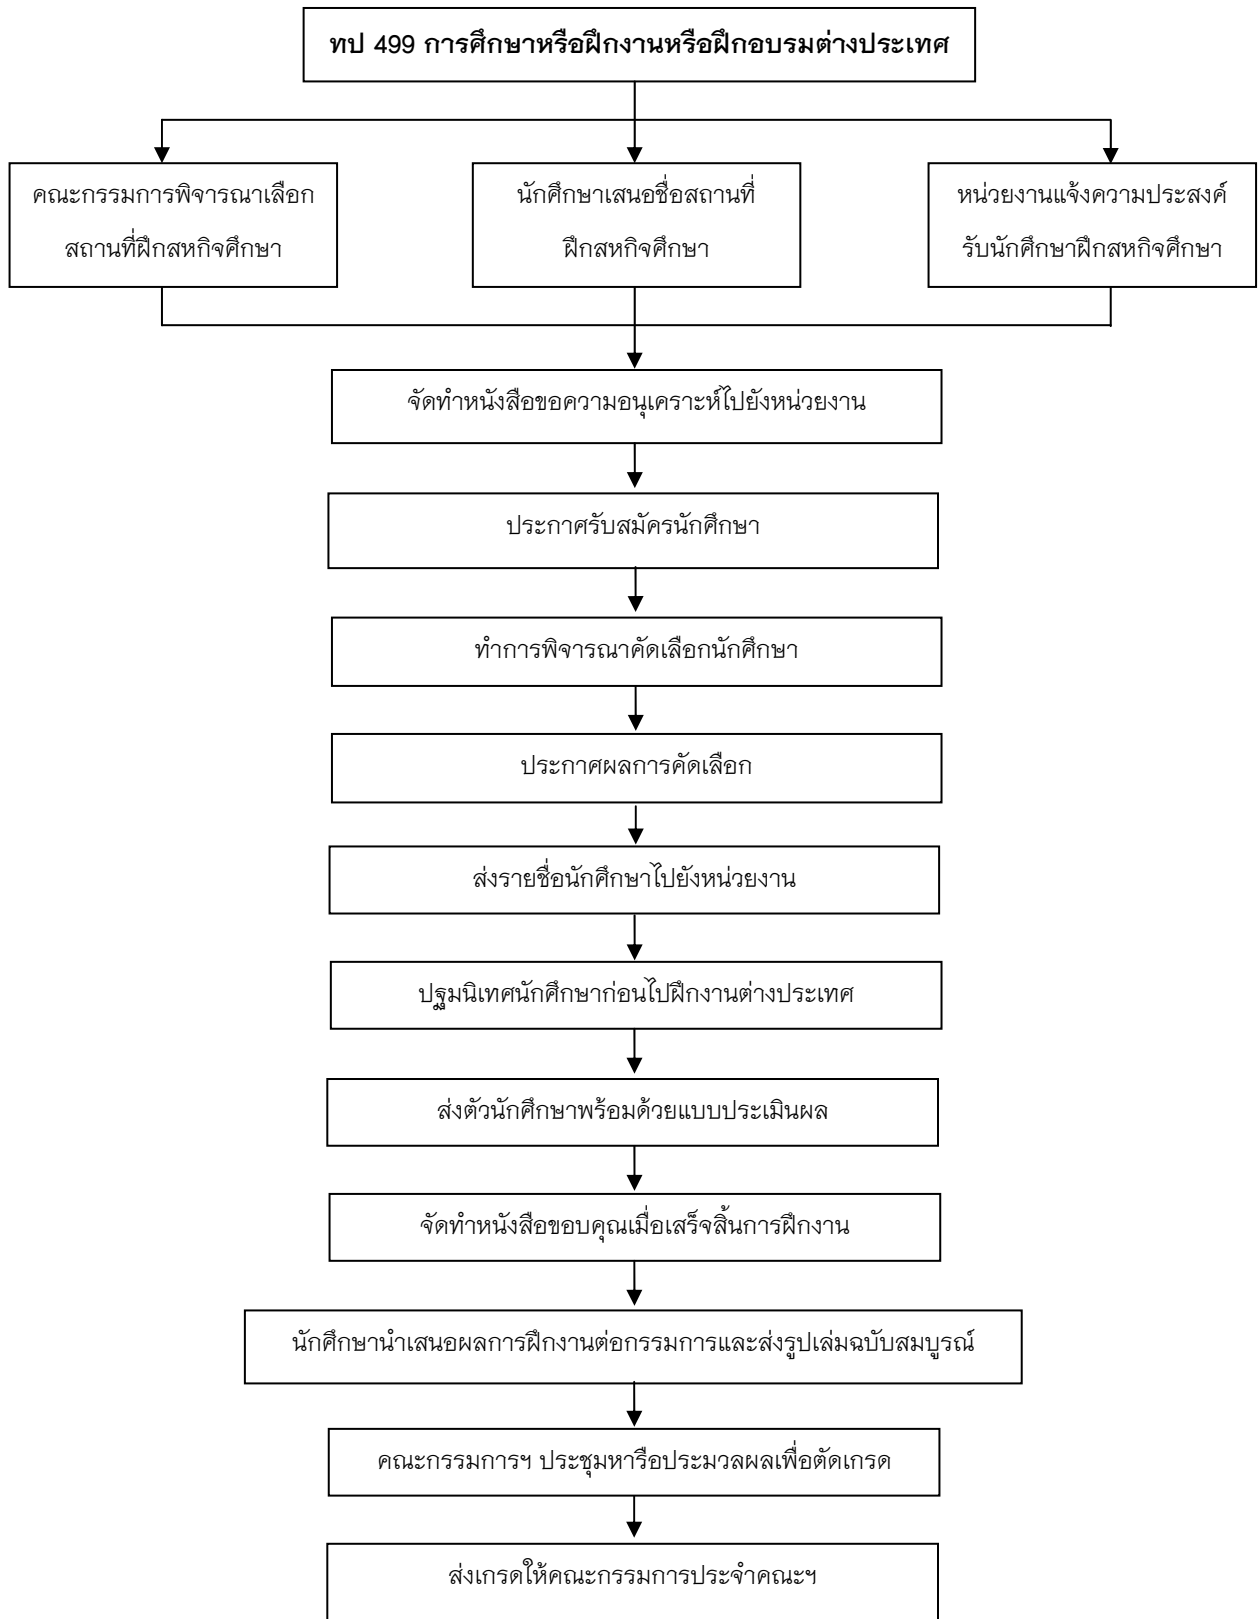 ทป 499 การศึกษาหรือฝึกงานหรือฝึกอบรมต่างประเทศ
คณะกรรมการพิจารณาเลือก
สถานที่ฝึกสหกิจศึกษา
นักศึกษาเสนอชื่อสถานที่
ฝึกสหกิจศึกษา
หน่วยงานแจ้งความประสงค์
รับนักศึกษาฝึกสหกิจศึกษา
จัดทำหนังสือขอความอนุเคราะห์ไปยังหน่วยงาน
ประกาศรับสมัครนักศึกษา
ทำการพิจารณาคัดเลือกนักศึกษา
ประกาศผลการคัดเลือก
ส่งรายชื่อนักศึกษาไปยังหน่วยงาน
ปฐมนิเทศนักศึกษาก่อนไปฝึกงานต่างประเทศ
ส่งตัวนักศึกษาพร้อมด้วยแบบประเมินผล
จัดทำหนังสือขอบคุณเมื่อเสร็จสิ้นการฝึกงาน
นักศึกษานำเสนอผลการฝึกงานต่อกรรมการและส่งรูปเล่มฉบับสมบูรณ์
คณะกรรมการฯ ประชุมหารือประมวลผลเพื่อตัดเกรด
ส่งเกรดให้คณะกรรมการประจำคณะฯ